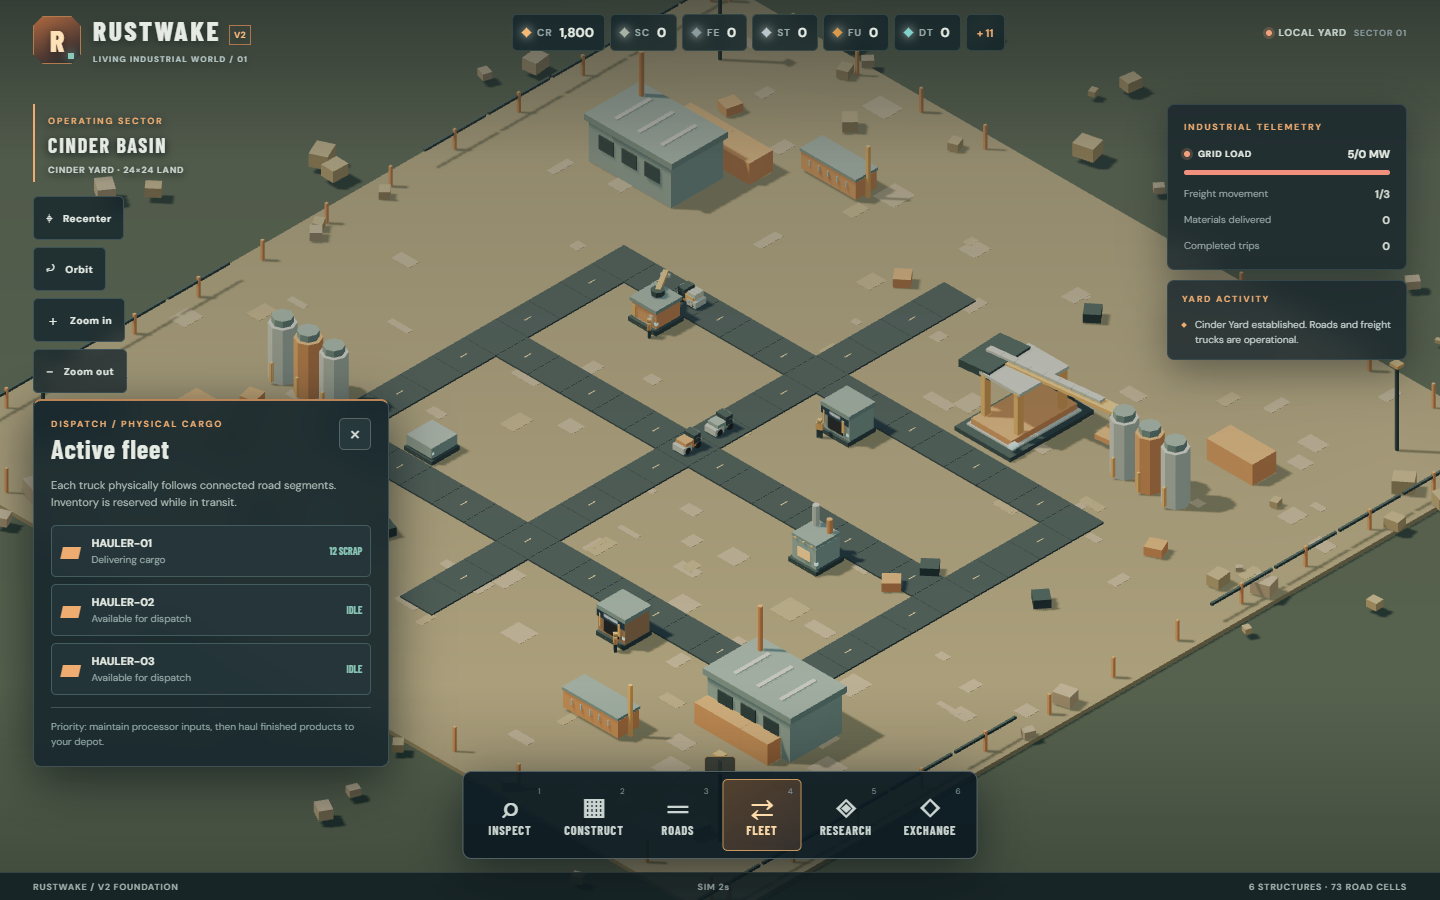 R
RUSTWAKE V2
LIVING INDUSTRIAL WORLD / 01
CR 1,800
SC 0
FE 0
ST 0
FU 0
DT 0
+11
LOCAL YARD SECTOR 01
OPERATING SECTOR
CINDER BASIN
CINDER YARD · 24×24 LAND
Recenter
Orbit
+ Zoom in
− Zoom out
INDUSTRIAL TELEMETRY
GRID LOAD 5/0 MW
Freight movement 1/3
Materials delivered 0
Completed trips 0
YARD ACTIVITY
Cinder Yard established. Roads and freight
trucks are operational.
DISPATCH / PHYSICAL CARGO
Active fleet
×
Each truck physically follows connected road segments.
Inventory is reserved while in transit.
HAULER-01
Delivering cargo
12 SCRAP
HAULER-02
Available for dispatch
IDLE
HAULER-03
Available for dispatch
IDLE
Priority: maintain processor inputs, then haul finished products to
your depot.
1
INSPECT
2
CONSTRUCT
3
ROADS
4
FLEET
5
RESEARCH
6
EXCHANGE
RUSTWAKE / V2 FOUNDATION
SIM 2s
6 STRUCTURES · 73 ROAD CELLS